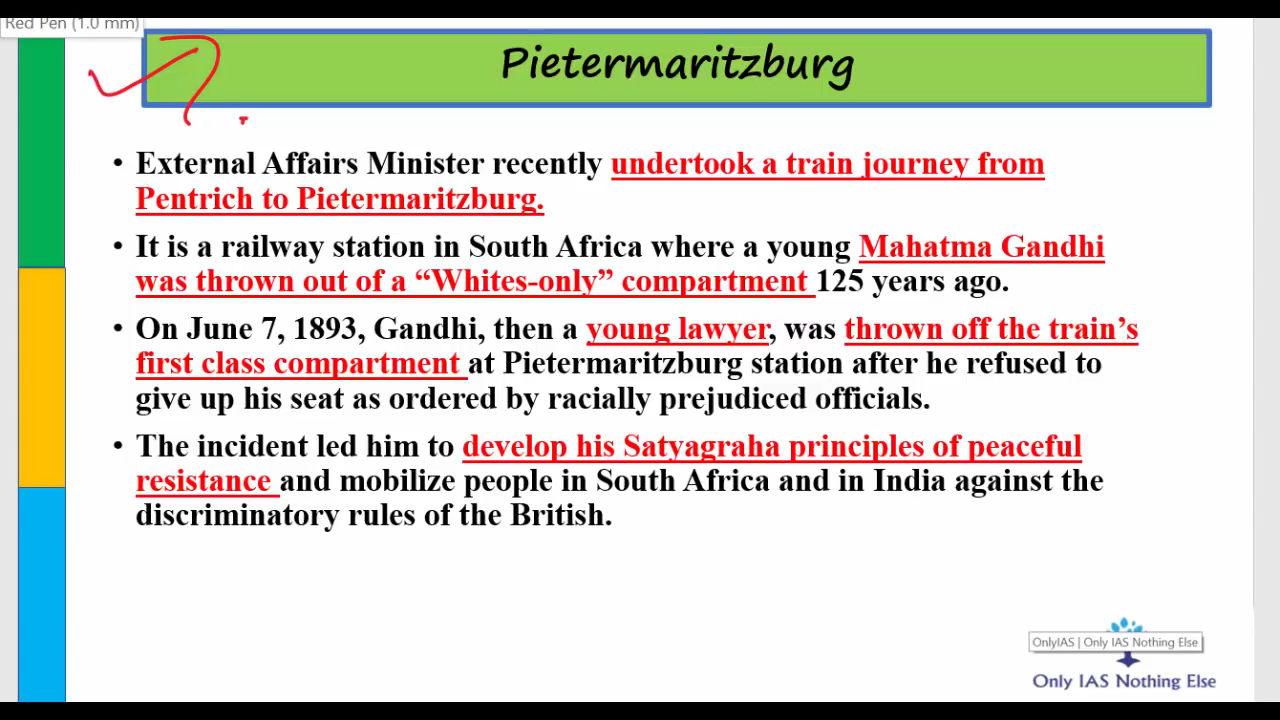 Red Pen (1.0 mm)
Pietermaritzburg
• External Affairs Minister recently undertook a train journey from
Pentrich to Pietermaritzburg.
• It is a railway station in South Africa where a young Mahatma Gandhi
was thrown out of a “Whites-only” compartment 125 years ago.
• On June 7, 1893, Gandhi, then a young lawyer, was thrown off the train’s
first class compartment at Pietermaritzburg station after he refused to
give up his seat as ordered by racially prejudiced officials.
• The incident led him to develop his Satyagraha principles of peaceful
resistance and mobilize people in South Africa and in India against the
discriminatory rules of the British.
OnlyIAS | Only IAS Nothing Else
Only IAS Nothing Else